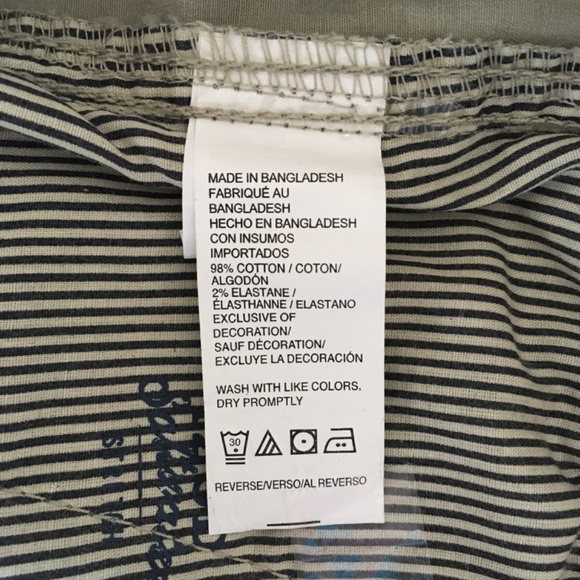 MADE IN BANGLADESH
FABRIQUÉ AU
BANGLADESH
HECHO EN BANGLADESH
CON INSUMOS
IMPORTADOS
98% COTTON / COTON/
ALGODÓN
2% ELASTANE /
ÉLASTHANNE / ELASTANO
EXCLUSIVE OF
DECORATION/
SAUF DÉCORATION/
EXCLUYE LA DECORACIÓN
WASH WITH LIKE COLORS,
DRY PROMPTLY
30
REVERSE/VERSO/AL REVERSO